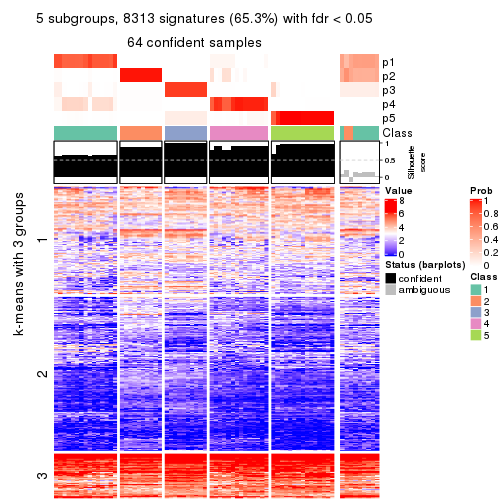 5 subgroups, 8313 signatures (65.3%) with fdr < 0.05
64 confident samples
p1
p2
p3
p4
p5
Class
1
0.5
0
Silhouette
score
k-means with 3 groups
1
2
3
Value
8
6
4
2
0
Status (barplots)
confident
ambiguous
Prob
1
0.8
0.6
0.4
0.2
0
Class
1
2
3
4
5